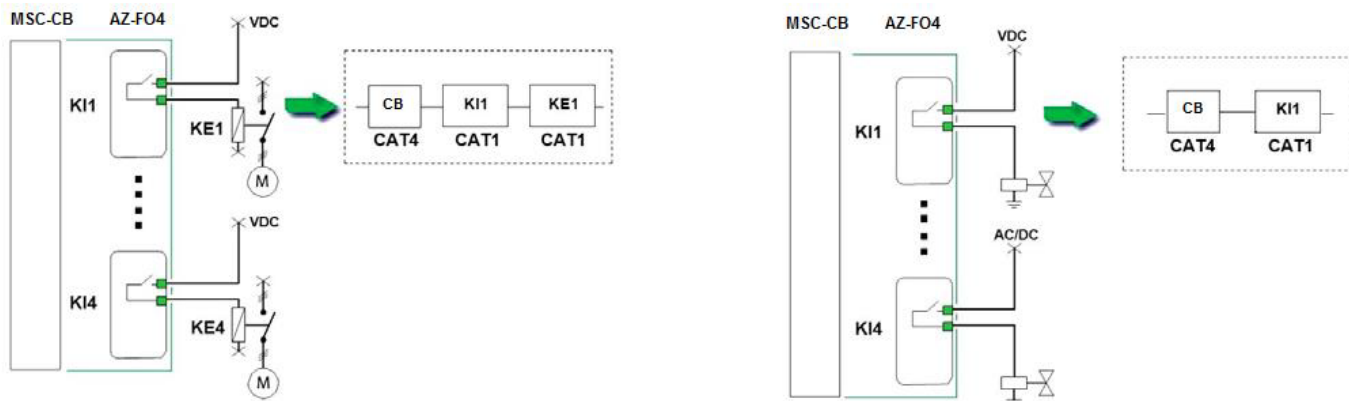 MSC-CB AZ-FO4
VDC
KI1
KE1
M
CB KI1 KE1
CAT4 CAT1 CAT1
VDC
KI4
KE4
M
MSC-CB AZ-FO4
VDC
KI1
CB KI1
CAT4 CAT1
AC/DC
KI4